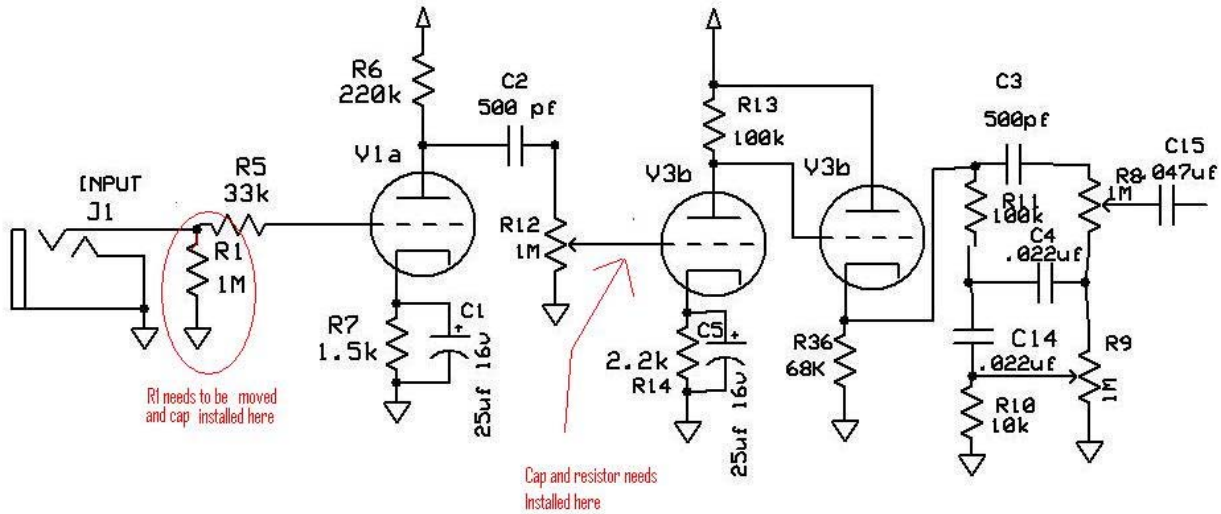 R6
220k
C2
500 pf
R13
100k
C3
500pf
C15
.047uf
R5
33k
V1a
V3b
V3b
INPUT
J1
R8
1M
R11
100k
R12
1M
C4
.022uf
R1
1M
R7
1.5k
C1
25uf 16v
C5
2.2k
R14
25uf 16v
R36
68K
C14
.022uf
R9
1M
R10
10k
R1 needs to be moved
and cap installed here
Cap and resistor needs
Installed here
+
+